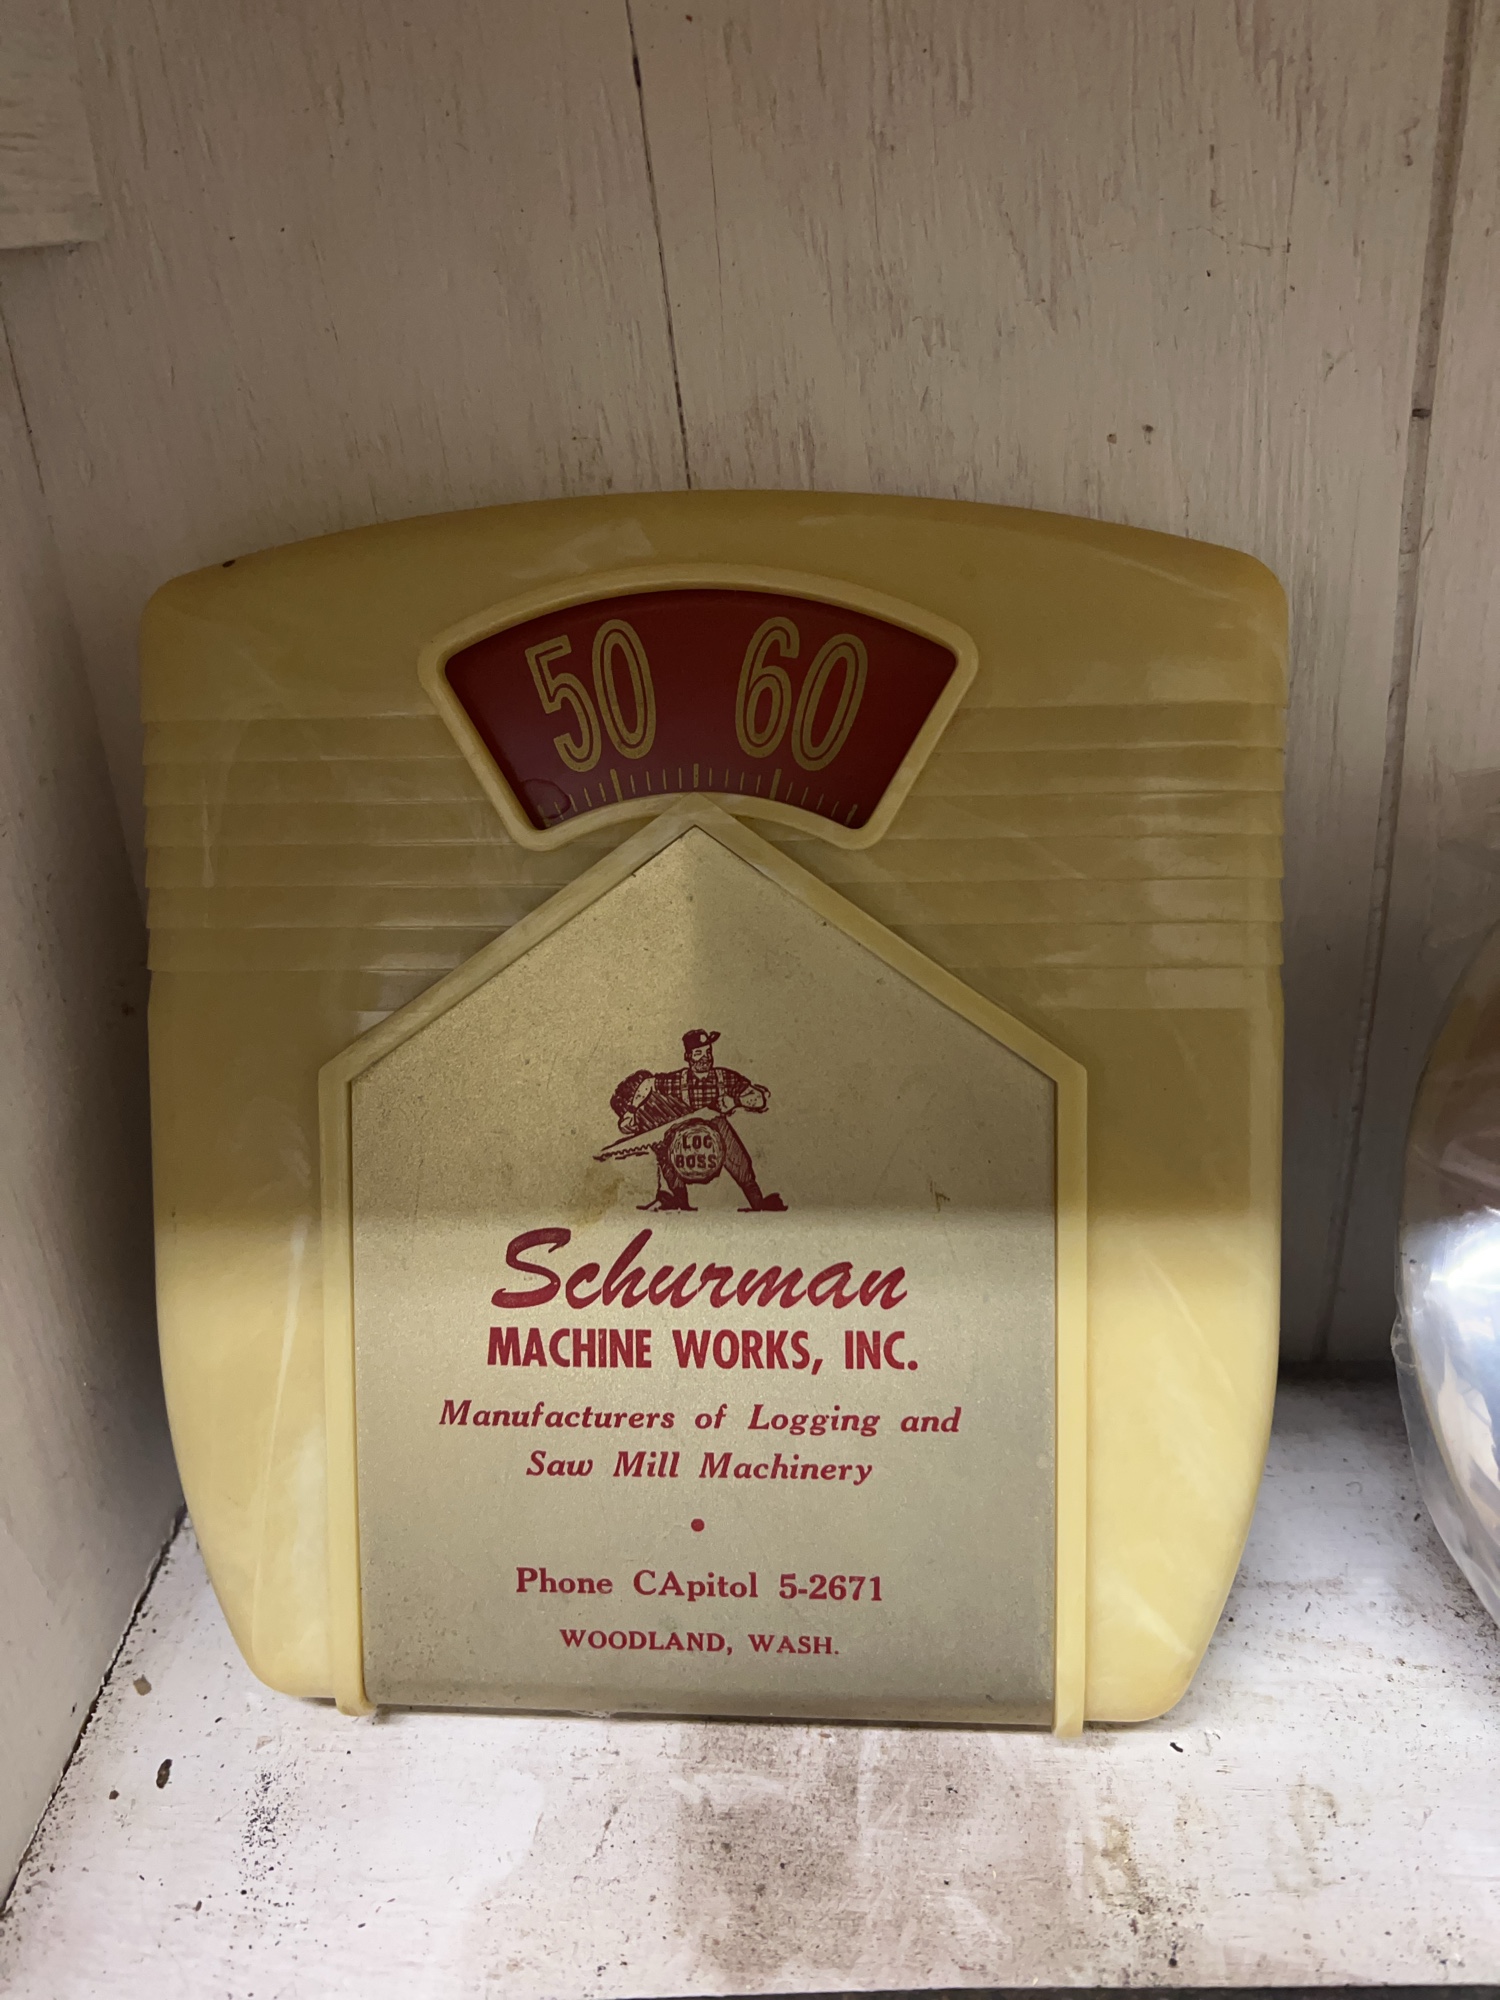 50 60
LOG
BOSS
Schurman
MACHINE WORKS, INC.
Manufacturers of Logging and
Saw Mill Machinery
•
Phone CApitol 5-2671
WOODLAND, WASH.